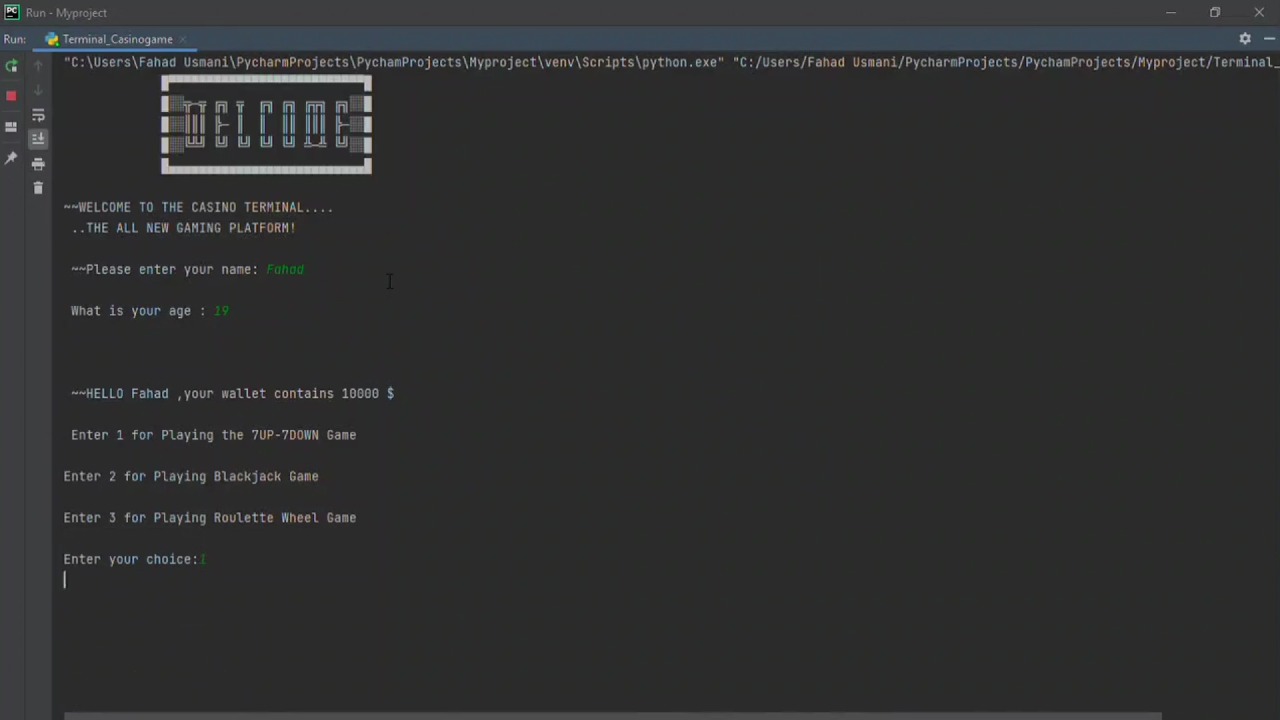 PC Run - Myproject
Run: Terminal_Casinogame
"C:\Users\Fahad Usmani\PycharmProjects\PychamProjects\Myproject\venv\Scripts\python.exe" "C:/Users/Fahad Usmani/PycharmProjects/PychamProjects/Myproject/Terminal_
WELCOME
~~WELCOME TO THE CASINO TERMINAL....
..THE ALL NEW GAMING PLATFORM!
~~Please enter your name: Fahad
What is your age : 19
~~HELLO Fahad ,your wallet contains 10000 $
Enter 1 for Playing the 7UP-7DOWN Game
Enter 2 for Playing Blackjack Game
Enter 3 for Playing Roulette Wheel Game
Enter your choice:1